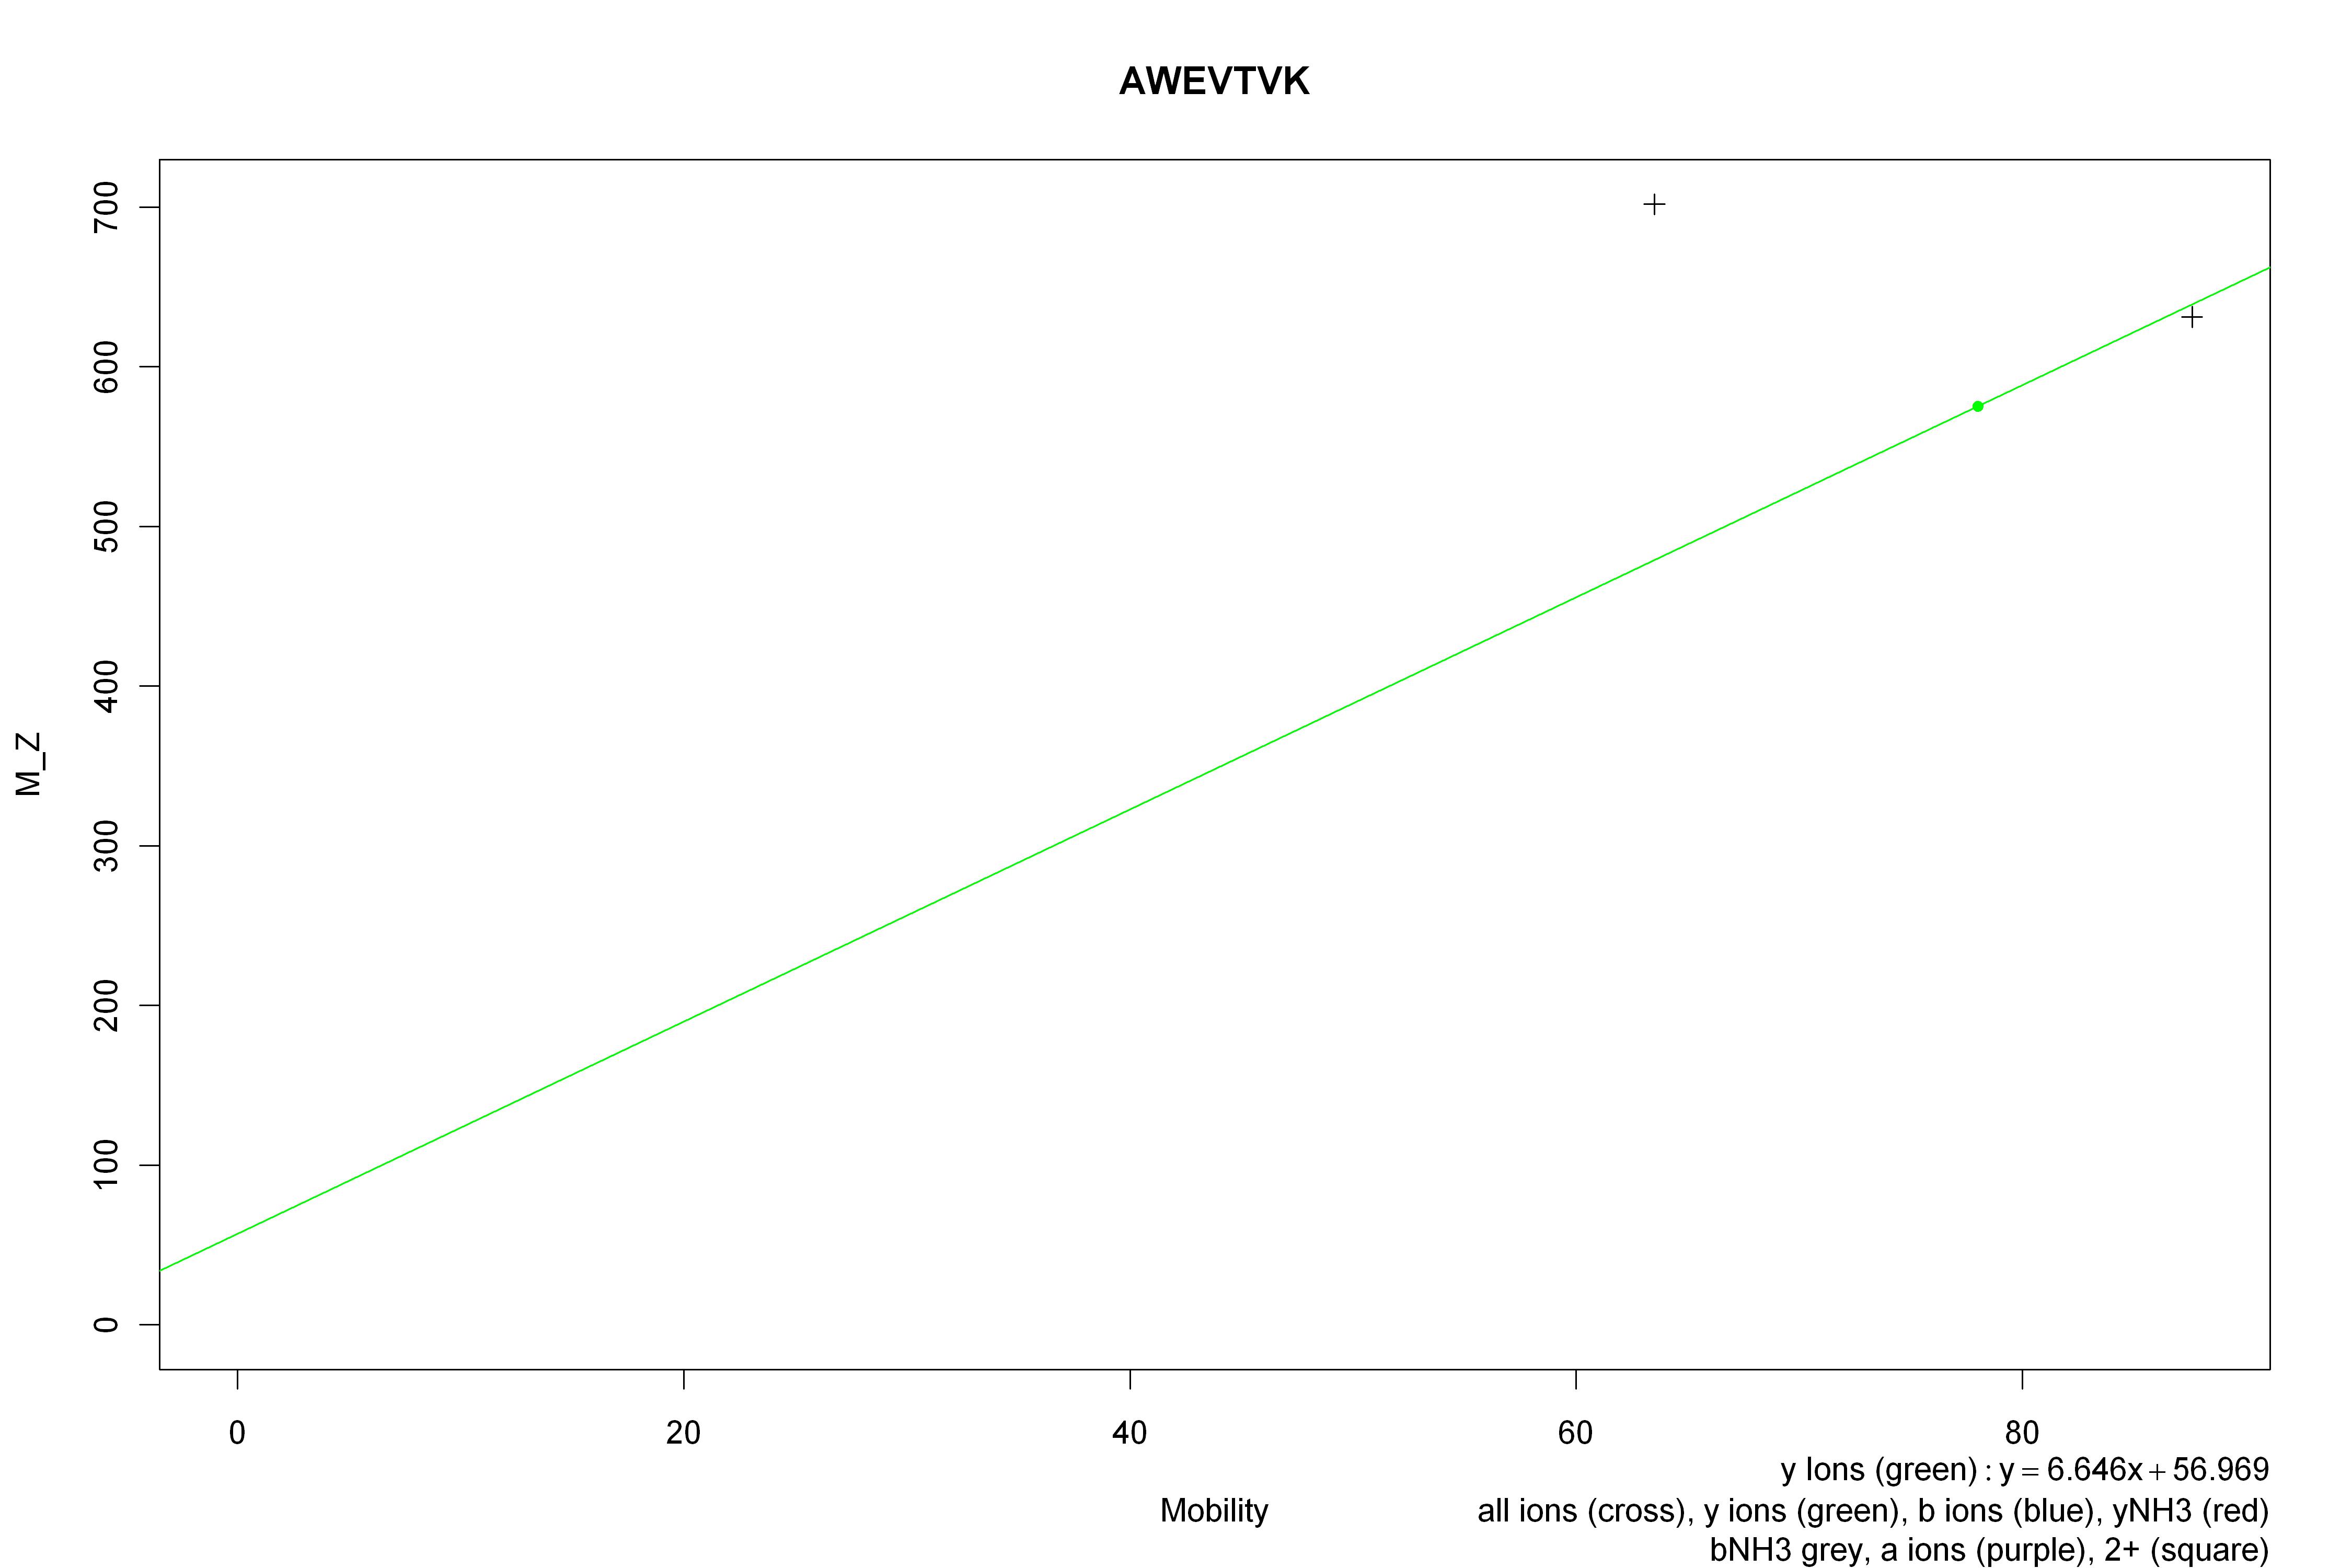 AWEVTVK
700
600
500
400
300
200
100
0
M_Z
0 20 40 60 80
y Ions (green) : y = 6.646x + 56.969
Mobility
all ions (cross), y ions (green), b ions (blue), yNH3 (red)
bNH3 grey, a ions (purple), 2+ (square)